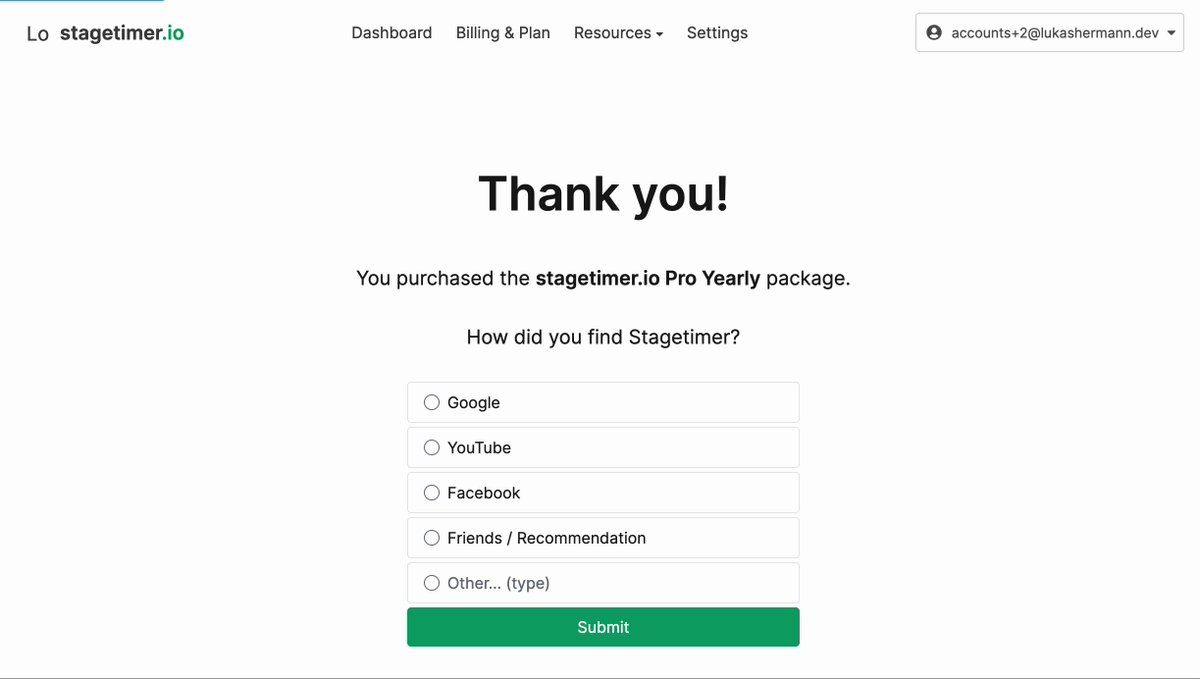 Lo stagetimer.io Dashboard Billing & Plan Resources Settings accounts+2@lukashermann.dev
Thank you!
You purchased the stagetimer.io Pro Yearly package.
How did you find Stagetimer?
Google
YouTube
Facebook
Friends / Recommendation
Other... (type)
Submit